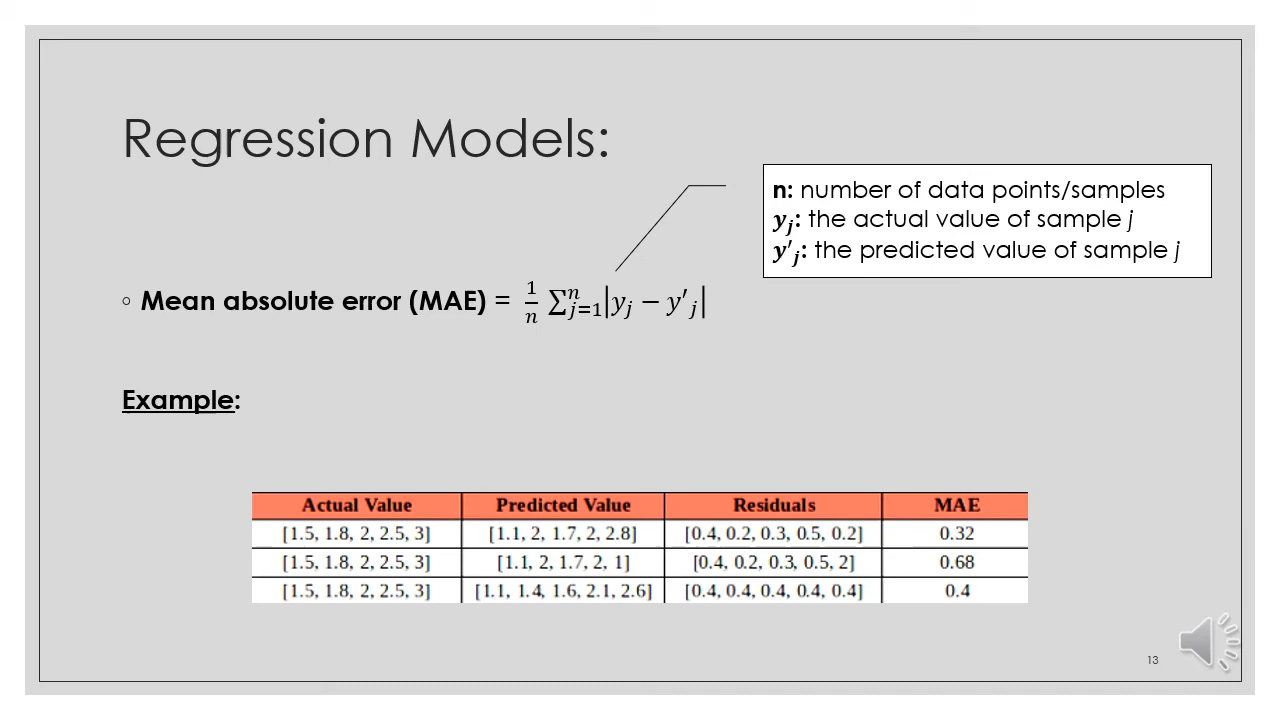 Regression Models:
n: number of data points/samples
yj: the actual value of sample j
y′j: the predicted value of sample j
◦ Mean absolute error (MAE) = 1/n ∑ⁿj=1 |yj − y′j|
Example:
Actual Value Predicted Value Residuals MAE
[1.5, 1.8, 2, 2.5, 3] [1.1, 2, 1.7, 2, 2.8] [0.4, 0.2, 0.3, 0.5, 0.2] 0.32
[1.5, 1.8, 2, 2.5, 3] [1.1, 2, 1.7, 2, 1] [0.4, 0.2, 0.3, 0.5, 2] 0.68
[1.5, 1.8, 2, 2.5, 3] [1.1, 1.4, 1.6, 2.1, 2.6] [0.4, 0.4, 0.4, 0.4, 0.4] 0.4
13